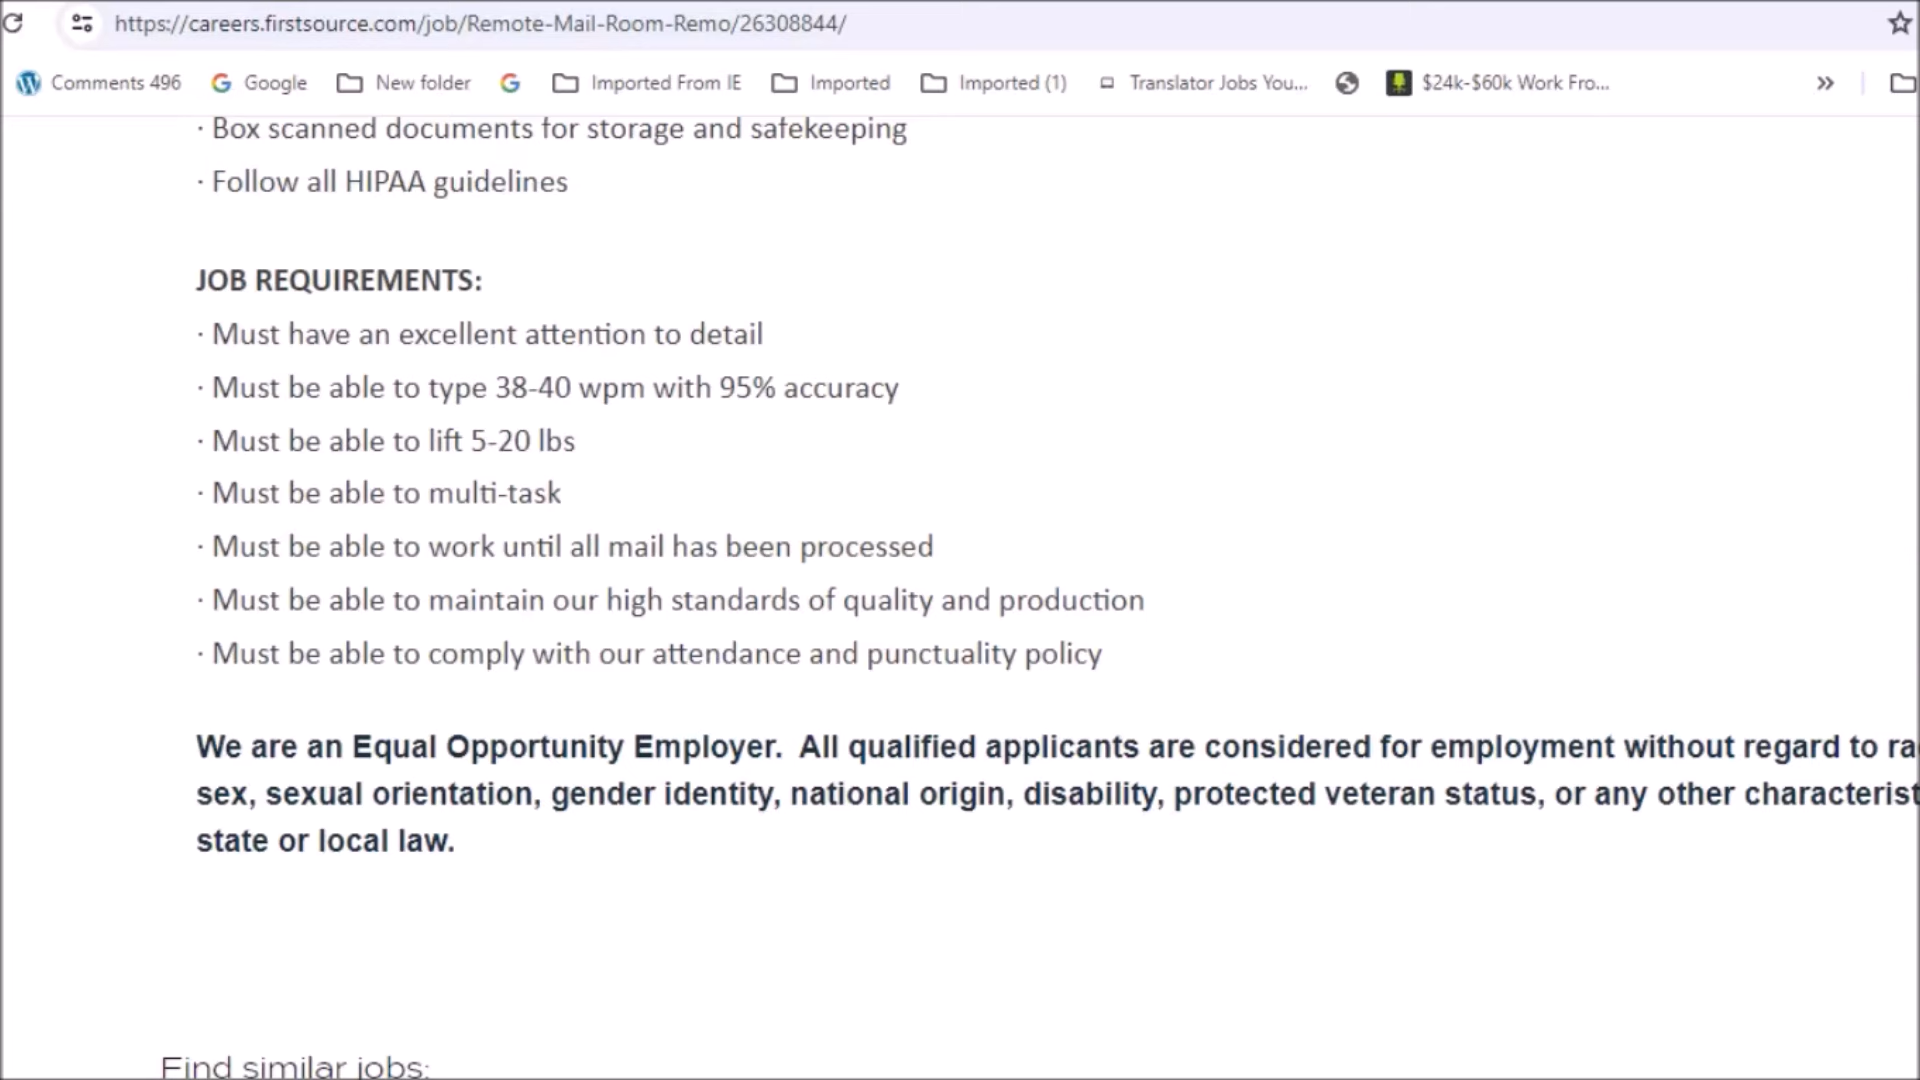 https://careers.firstsource.com/job/Remote-Mail-Room-Remo/26308844/
Comments 496 Google New folder Imported From IE Imported Imported (1) Translator Jobs You... $24k-$60k Work Fro... »
· Box scanned documents for storage and safekeeping
· Follow all HIPAA guidelines
JOB REQUIREMENTS:
· Must have an excellent attention to detail
· Must be able to type 38-40 wpm with 95% accuracy
· Must be able to lift 5-20 lbs
· Must be able to multi-task
· Must be able to work until all mail has been processed
· Must be able to maintain our high standards of quality and production
· Must be able to comply with our attendance and punctuality policy
We are an Equal Opportunity Employer. All qualified applicants are considered for employment without regard to ra
sex, sexual orientation, gender identity, national origin, disability, protected veteran status, or any other characterist
state or local law.
Find similar jobs: